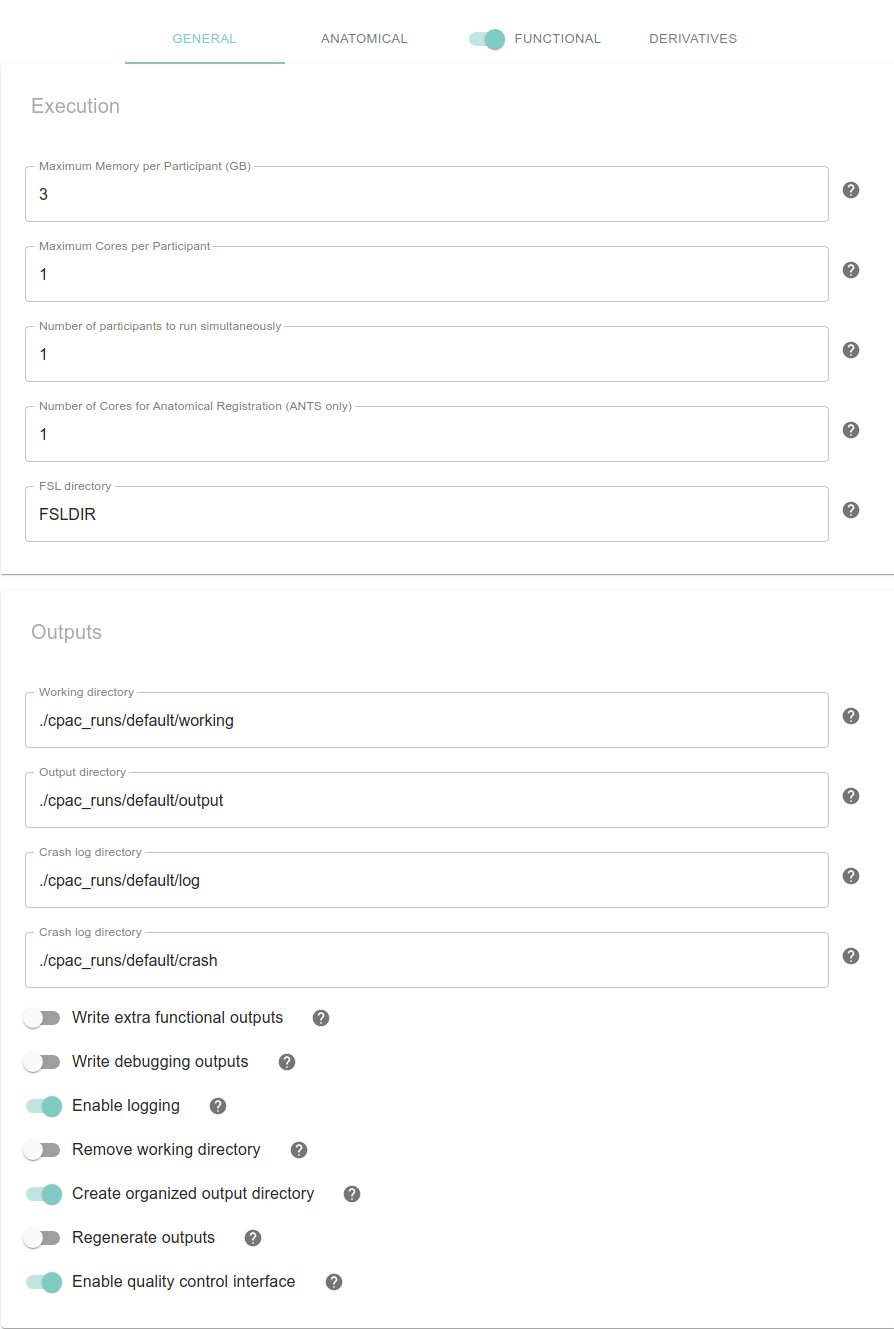 GENERAL ANATOMICAL FUNCTIONAL DERIVATIVES
Execution
Maximum Memory per Participant (GB)
3
?
Maximum Cores per Participant
1
?
Number of participants to run simultaneously
1
?
Number of Cores for Anatomical Registration (ANTS only)
1
?
FSL directory
FSLDIR
?
Outputs
Working directory
./cpac_runs/default/working
?
Output directory
./cpac_runs/default/output
?
Crash log directory
./cpac_runs/default/log
?
Crash log directory
./cpac_runs/default/crash
?
Write extra functional outputs ?
Write debugging outputs ?
Enable logging ?
Remove working directory ?
Create organized output directory ?
Regenerate outputs ?
Enable quality control interface ?